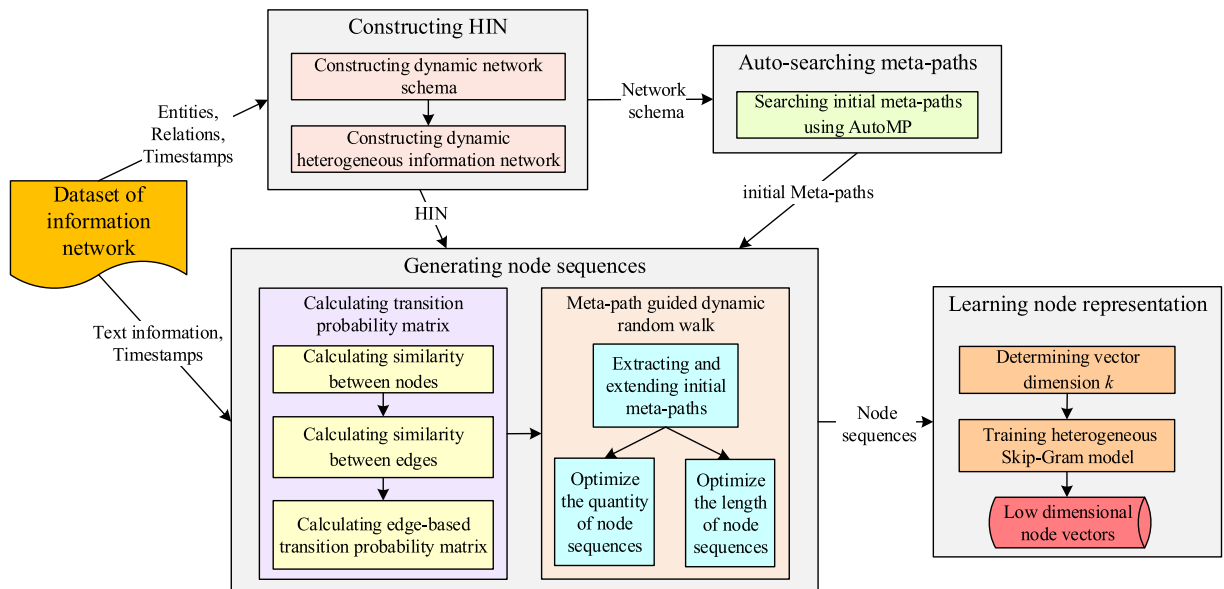 Constructing HIN
Constructing dynamic network
schema
Constructing dynamic
heterogeneous information network
Network
schema
Auto-searching meta-paths
Searching initial meta-paths
using AutoMP
Entities,
Relations,
Timestamps
Dataset of
information
network
HIN
initial Meta-paths
Text information,
Timestamps
Generating node sequences
Calculating transition
probability matrix
Calculating similarity
between nodes
Calculating similarity
between edges
Calculating edge-based
transition probability matrix
Meta-path guided dynamic
random walk
Extracting and
extending initial
meta-paths
Optimize
the quantity
of node
sequences
Optimize
the length
of node
sequences
Node
sequences
Learning node representation
Determining vector
dimension k
Training heterogeneous
Skip-Gram model
Low dimensional
node vectors